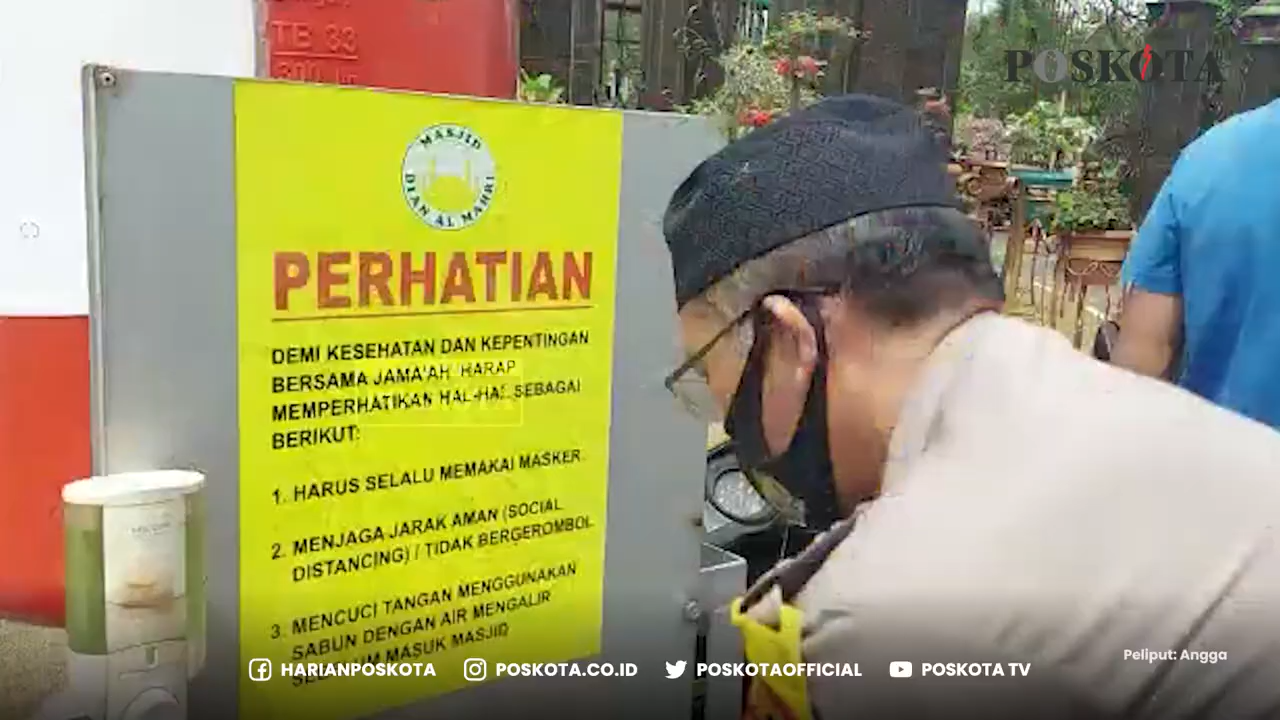 TB 33
POSKOTA
MASJID
DIAN AL MAHRI
PERHATIAN
DEMI KESEHATAN DAN KEPENTINGAN
BERSAMA JAMA'AH HARAP
MEMPERHATIKAN HAL-HAL SEBAGAI
BERIKUT:
1. HARUS SELALU MEMAKAI MASKER
2. MENJAGA JARAK AMAN (SOCIAL
DISTANCING) / TIDAK BERGEROMBOL
3. MENCUCI TANGAN MENGGUNAKAN
SABUN DENGAN AIR MENGALIR
MASUK MASJID
Peliput: Angga
HARIANPOSKOTA POSKOTA.CO.ID POSKOTAOFFICIAL POSKOTA TV